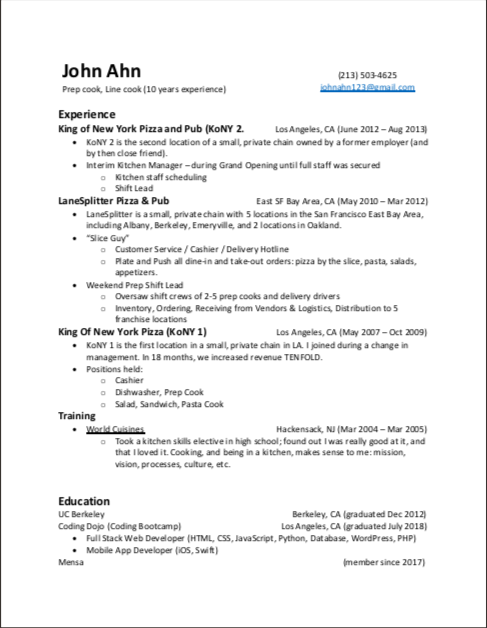 John Ahn
(213) 503-4625
Prep cook, Line cook (10 years experience)
johnahn123@gmail.com
Experience
King of New York Pizza and Pub (KoNY 2. Los Angeles, CA (June 2012 – Aug 2013)
• KoNY 2 is the second location of a small, private chain owned by a former employer (and
by then close friend).
• Interim Kitchen Manager – during Grand Opening until full staff was secured
o Kitchen staff scheduling
o Shift Lead
LaneSplitter Pizza & Pub East SF Bay Area, CA (May 2010 – Mar 2012)
• LaneSplitter is a small, private chain with 5 locations in the San Francisco East Bay Area,
including Albany, Berkeley, Emeryville, and 2 locations in Oakland.
• "Slice Guy"
o Customer Service / Cashier / Delivery Hotline
o Plate and Push all dine-in and take-out orders: pizza by the slice, pasta, salads,
appetizers.
• Weekend Prep Shift Lead
o Oversaw shift crews of 2-5 prep cooks and delivery drivers
o Inventory, Ordering, Receiving from Vendors & Logistics, Distribution to 5
franchise locations
King Of New York Pizza (KoNY 1) Los Angeles, CA (May 2007 – Oct 2009)
• KoNY 1 is the first location in a small, private chain in LA. I joined during a change in
management. In 18 months, we increased revenue TENFOLD.
• Positions held:
o Cashier
o Dishwasher, Prep Cook
o Salad, Sandwich, Pasta Cook
Training
• World Cuisines Hackensack, NJ (Mar 2004 – Mar 2005)
o Took a kitchen skills elective in high school; found out I was really good at it, and
that I loved it. Cooking, and being in a kitchen, makes sense to me: mission,
vision, processes, culture, etc.
Education
UC Berkeley Berkeley, CA (graduated Dec 2012)
Coding Dojo (Coding Bootcamp) Los Angeles, CA (graduated July 2018)
• Full Stack Web Developer (HTML, CSS, JavaScript, Python, Database, WordPress, PHP)
• Mobile App Developer (iOS, Swift)
Mensa (member since 2017)